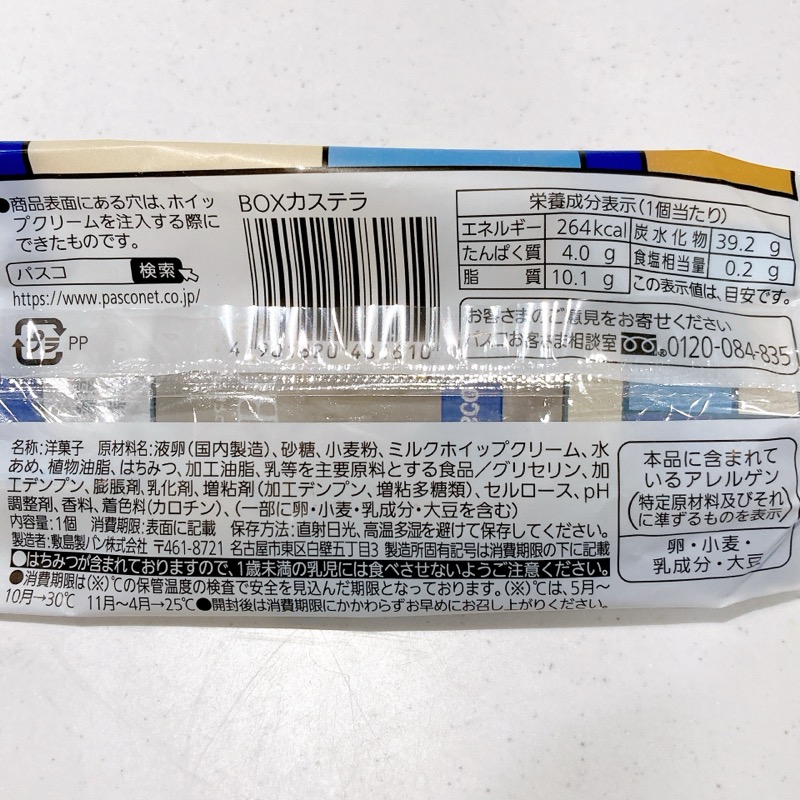 ●商品表面にある穴は、ホイッ
プクリームを注入する際に
できたものです。
パスコ 検索
https://www.pasconet.co.jp/
プラ PP
BOXカステラ
栄養成分表示(1個当たり)
エネルギー 264kcal 炭水化物 39.2 g
たんぱく質 4.0 g 食塩相当量 0.2 g
脂質 10.1 g この表示値は、目安です。
お客さまのご意見をお寄せください
パスコお客さま相談室 0120-084-835
名称:洋菓子 原材料名:液卵(国内製造)、砂糖、小麦粉、ミルクホイップクリーム、水
あめ、植物油脂、はちみつ、加工油脂、乳等を主要原料とする食品/グリセリン、加
工デンプン、膨脹剤、乳化剤、増粘剤(加工デンプン、増粘多糖類)、セルロース、pH
調整剤、香料、着色料(カロチン)、(一部に卵・小麦・乳成分・大豆を含む)
内容量:1個 消費期限:表面に記載 保存方法:直射日光、高温多湿を避けて保存してください。
製造者:敷島製パン株式会社 〒461-8721 名古屋市東区白壁五丁目3 製造所固有記号は消費期限の下に記載
●はちみつが含まれておりますので、1歳未満の乳児には食べさせないようご注意ください。
●消費期限は(※)℃の保管温度の検査で安全を見込んだ期限となっております。(※)℃は、5月～
10月→30℃ 11月～4月→25℃ ●開封後は消費期限にかかわらずお早めにお召し上がりください。
本品に含まれて
いるアレルゲン
(特定原材料及びそれ
に準ずるものを表示)
卵・小麦・
乳成分・大豆